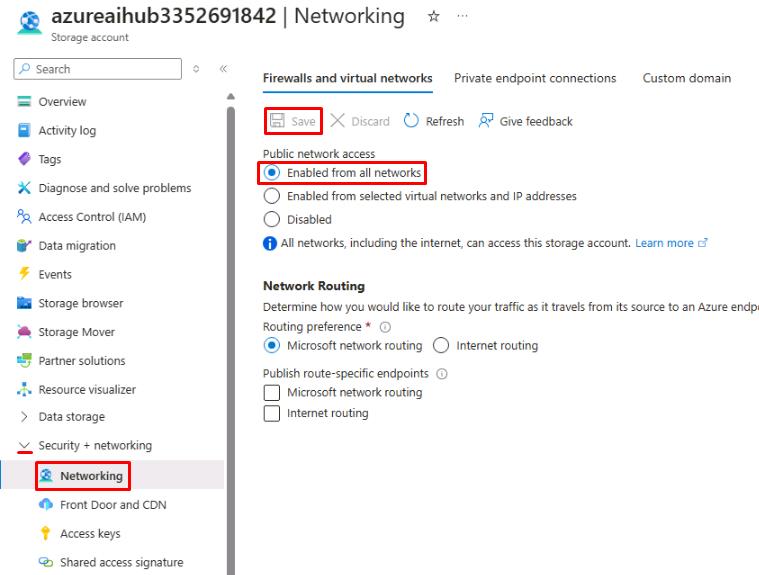 azureaihub3352691842 | Networking
Storage account
Search
Overview
Activity log
Tags
Diagnose and solve problems
Access Control (IAM)
Data migration
Events
Storage browser
Storage Mover
Partner solutions
Resource visualizer
Data storage
Security + networking
Networking
Front Door and CDN
Access keys
Shared access signature
Firewalls and virtual networks Private endpoint connections Custom domain
Save Discard Refresh Give feedback
Public network access
Enabled from all networks
Enabled from selected virtual networks and IP addresses
Disabled
All networks, including the internet, can access this storage account. Learn more
Network Routing
Determine how you would like to route your traffic as it travels from its source to an Azure endp
Routing preference *
Microsoft network routing Internet routing
Publish route-specific endpoints
Microsoft network routing
Internet routing